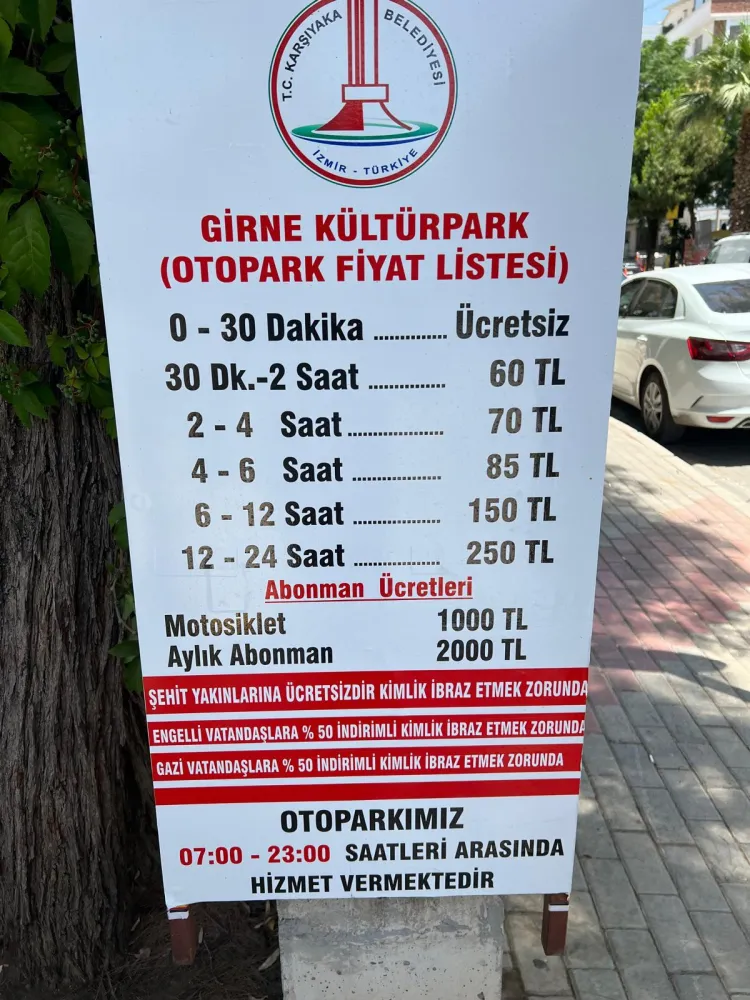 T.C. KARŞIYAKA BELEDİYESİ
İZMİR - TÜRKİYE
GİRNE KÜLTÜRPARK
(OTOPARK FİYAT LİSTESİ)
0 - 30 Dakika ............. Ücretsiz
30 Dk.-2 Saat .............. 60 TL
2 - 4 Saat .................. 70 TL
4 - 6 Saat ................. 85 TL
6 - 12 Saat ................ 150 TL
12 - 24 Saat ................ 250 TL
Abonman Ücretleri
Motosiklet 1000 TL
Aylık Abonman 2000 TL
ŞEHİT YAKINLARINA ÜCRETSİZDİR KİMLİK İBRAZ ETMEK ZORUNDA
ENGELLİ VATANDAŞLARA % 50 İNDİRİMLİ KİMLİK İBRAZ ETMEK ZORUNDA
GAZİ VATANDAŞLARA % 50 İNDİRİMLİ KİMLİK İBRAZ ETMEK ZORUNDA
OTOPARKIMIZ
07:00 - 23:00 SAATLERİ ARASINDA
HİZMET VERMEKTEDİR